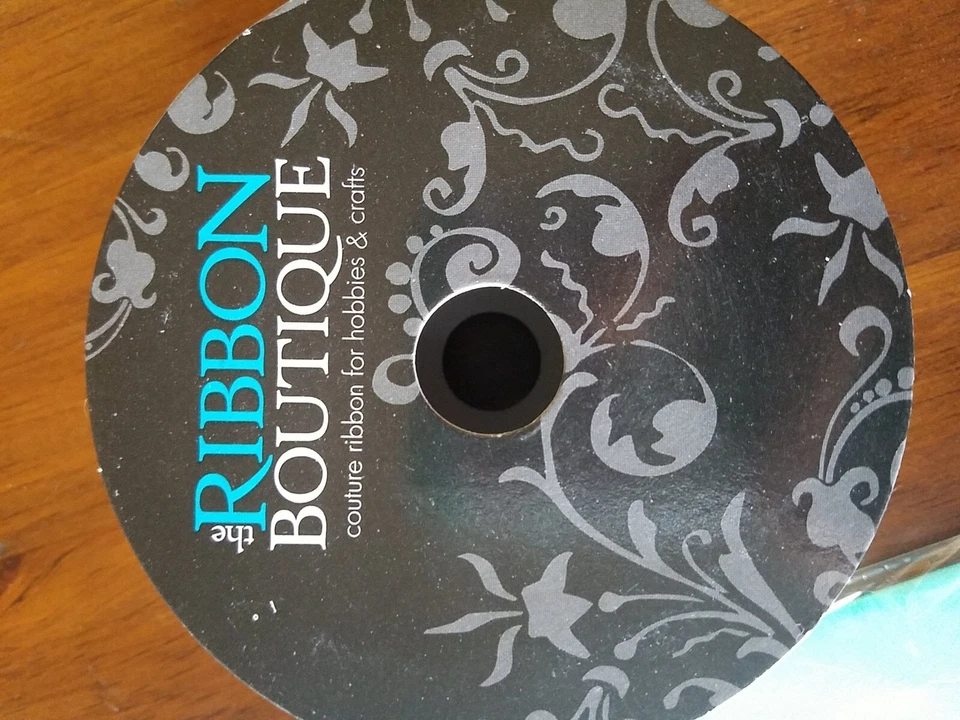 the
RIBBON
BOUTIQUE
couture ribbon for hobbies & crafts